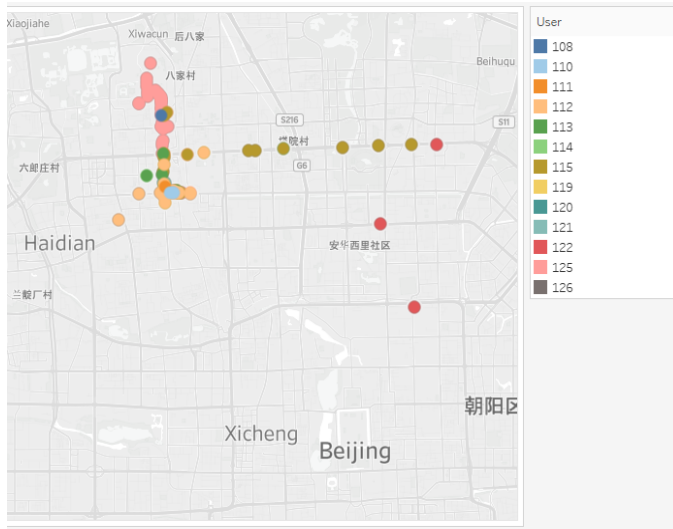 Xiaojiahe
Xiwacun 后八家
八家村
Beihuqu
S216
S11
G6
六郎庄村
Haidian
安华西里社区
兰靛厂村
朝阳区
Xicheng
Beijing
User
108
110
111
112
113
114
115
119
120
121
122
125
126